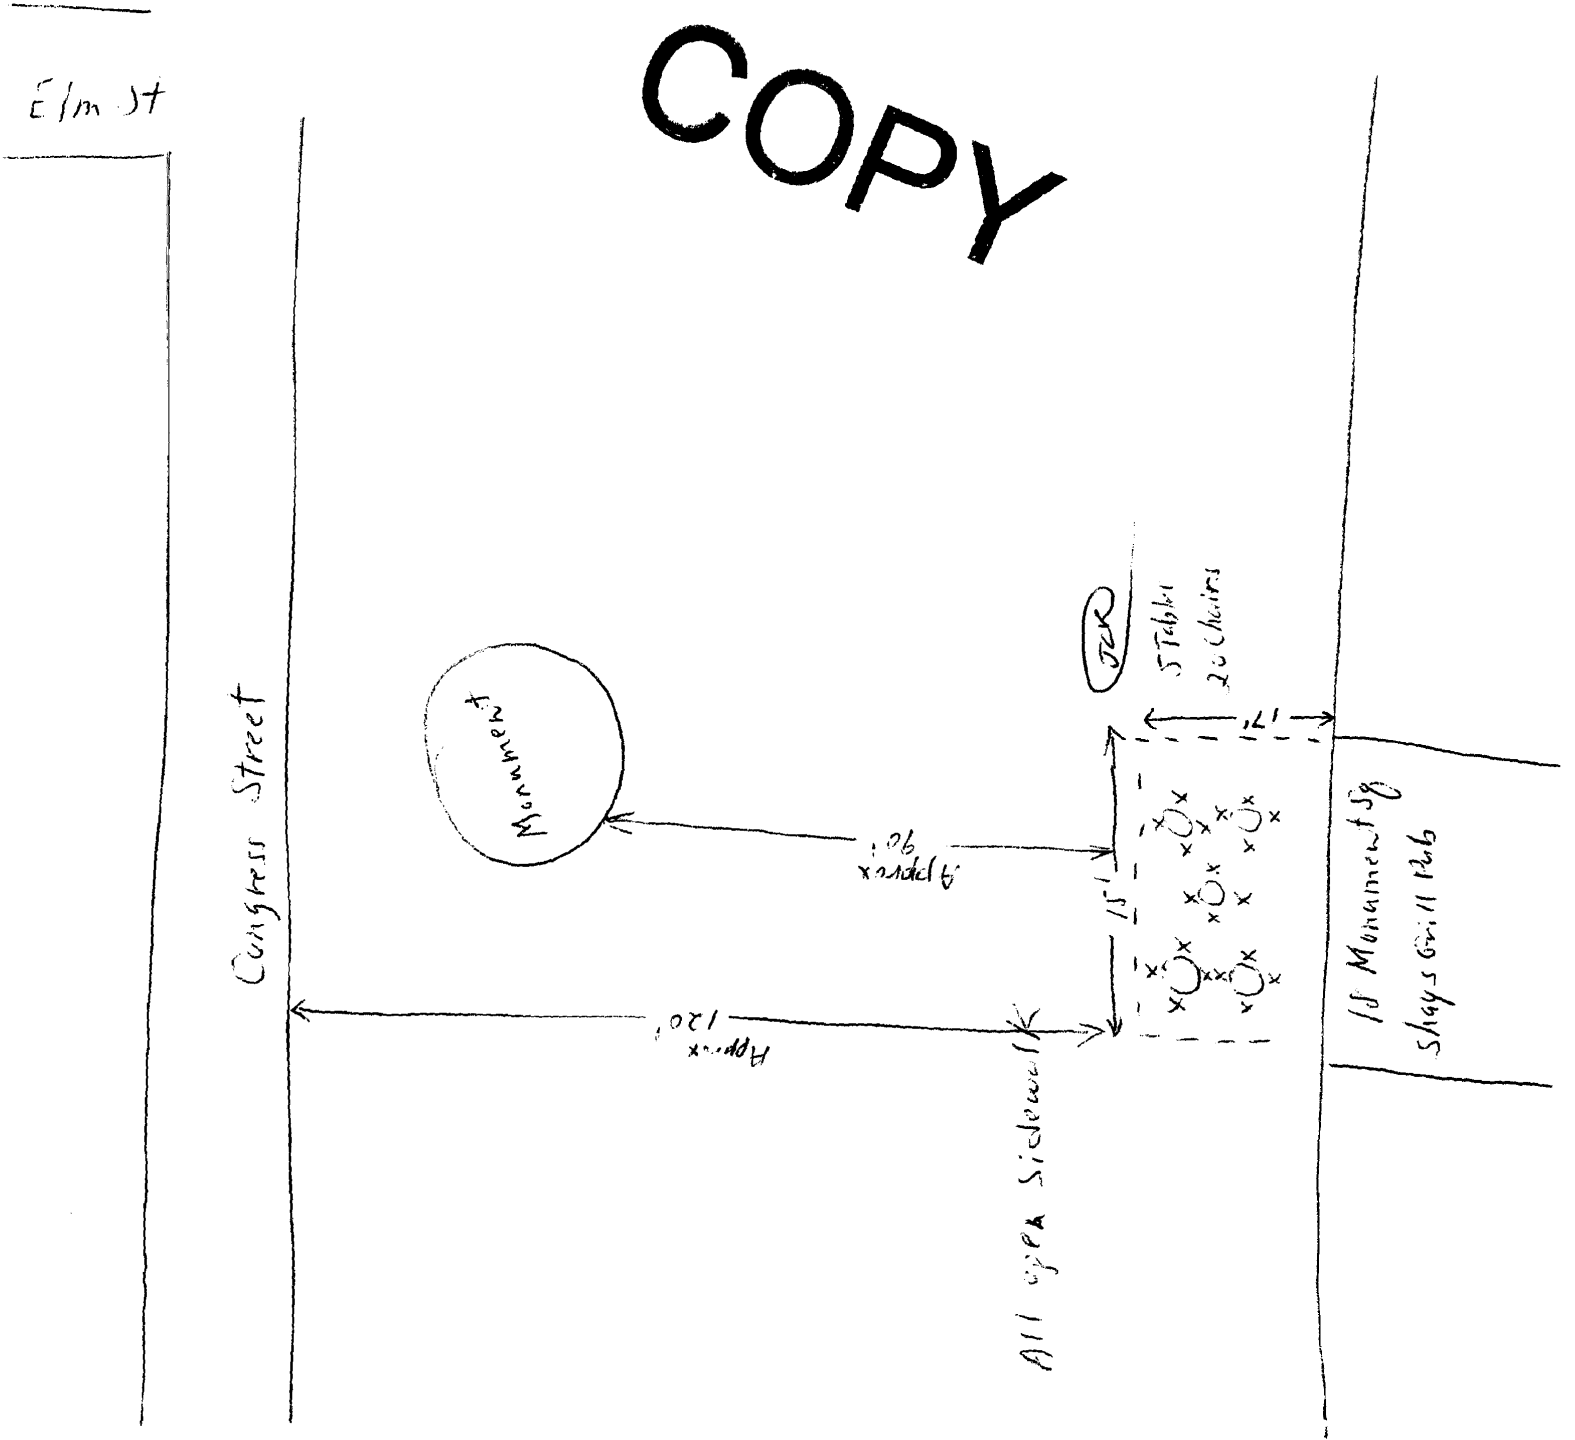 COPY
Elm St
Congress Street
Monument
Approx
90'
Approx
120'
All open Sidewalk
15'
17'
5 Tables
20 Chairs
18 Monument Sq
Shays Grill Pub